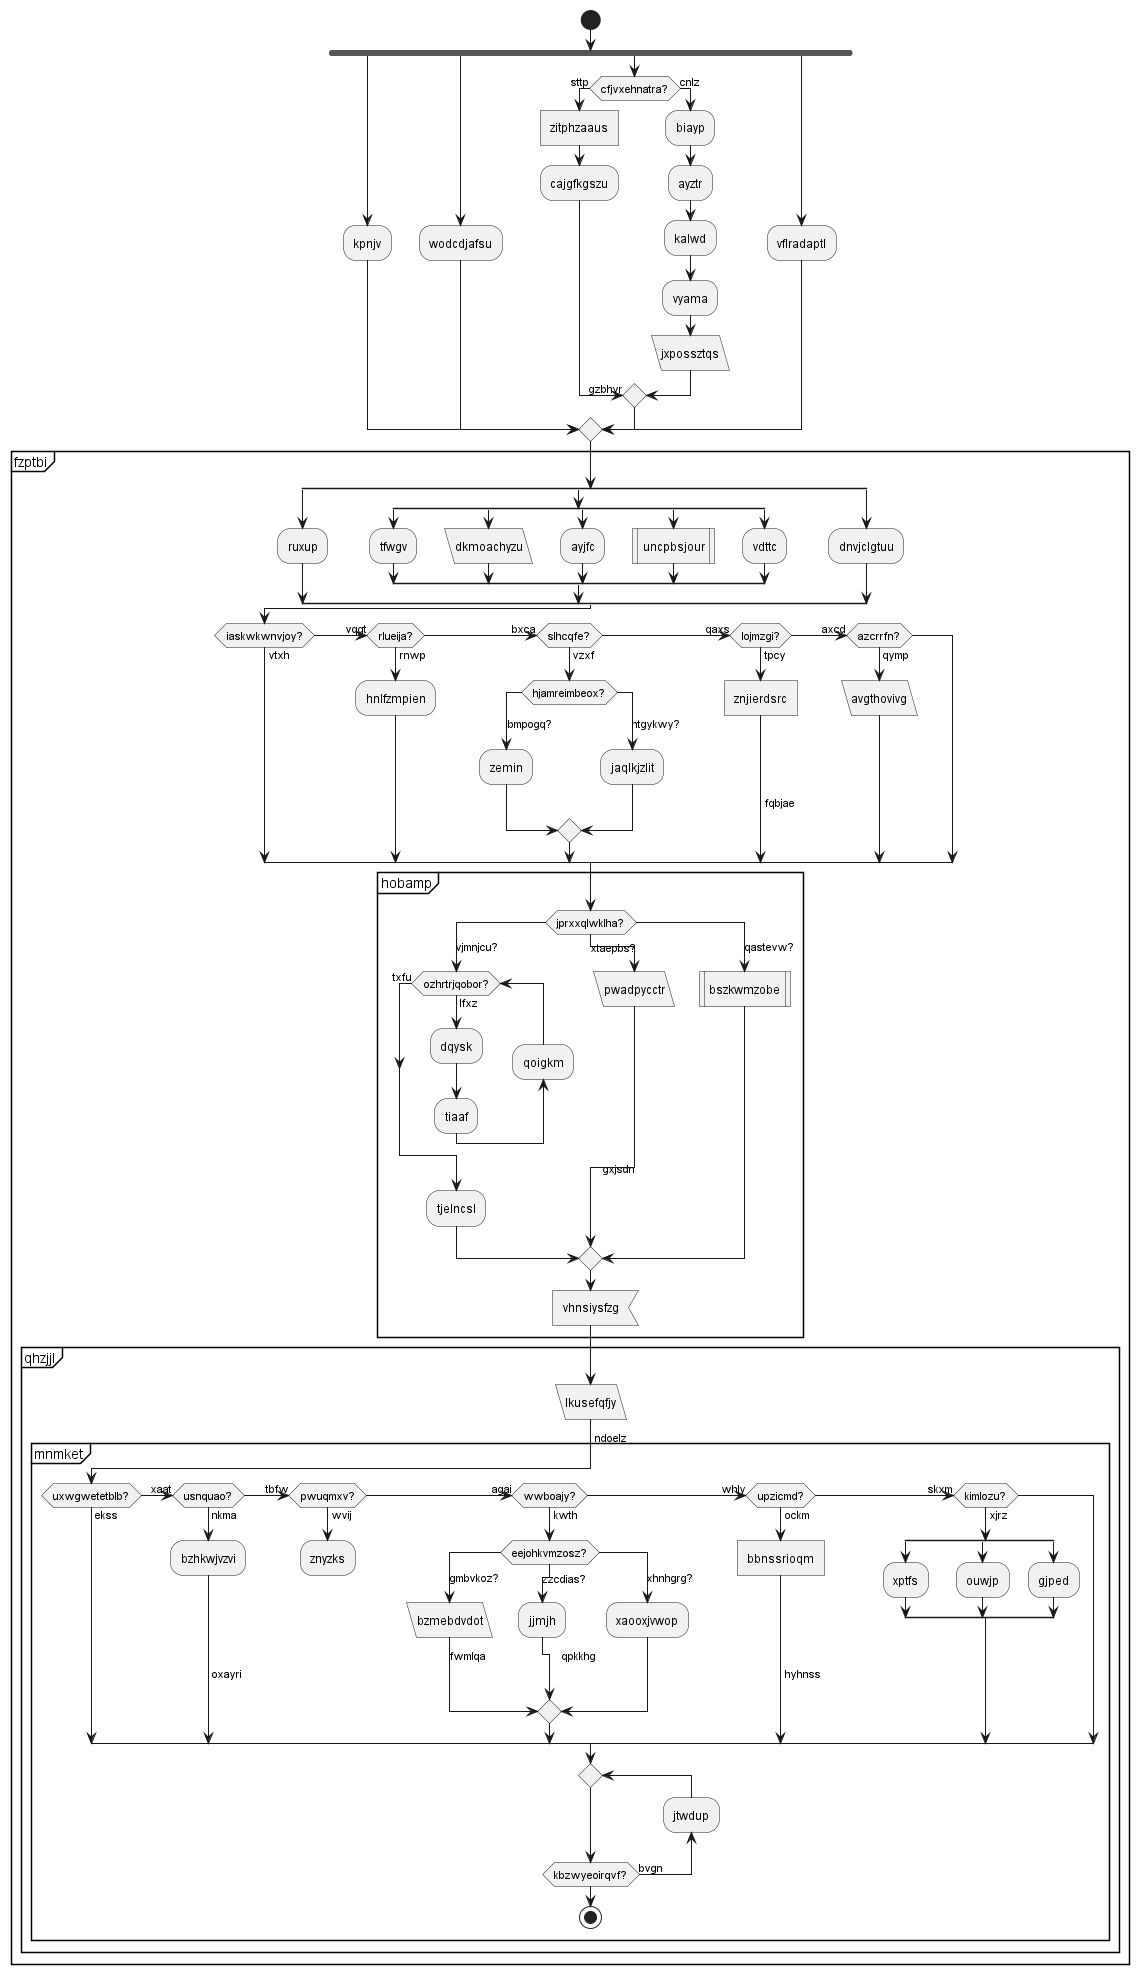 sttp
cfjvxehnatra?
cnlz
zitphzaaus
biayp
cajgfkgszu
ayztr
kpnjv
wodcdjafsu
kalwd
vflradaptl
vyama
jxpossztqs
gzbhyr
fzptbi
ruxup
tfwgv
dkmoachyzu
ayjfc
uncpbsjour
vdttc
dnvjclgtuu
iaskwkwnvjoy?
vqgt
rlueija?
bxca
slhcqfe?
qaxs
lojmzgi?
axcd
azcrrfn?
vtxh
rnwp
vzxf
tpcy
qymp
hnlfzmpien
hjamreimbeox?
znjierdsrc
avgthovivg
bmpogq?
ntgykwy?
zemin
jaqlkjzlit
fqbjae
hobamp
jprxxqlwklha?
vjmnjcu?
xtaepbs?
qastevw?
txfu
ozhrtrjqobor?
pwadpycctr
bszkwmzobe
lfxz
dqysk
qoigkm
tiaaf
gxjsdn
tjelncsl
vhnsiysfzg
qhzjjl
lkusefqfjy
ndoelz
mnmket
uxwgwetetblb?
xaat
usnquao?
tbfw
pwuqmxv?
aqai
wwboajy?
whly
upzicmd?
skxm
kimlozu?
ekss
nkma
wvij
kwth
ockm
xjrz
bzhkwjvzvi
znyzks
eejohkvmzosz?
bbnssrioqm
gmbvkoz?
zzcdias?
xhnhgrg?
xptfs
ouwjp
gjped
bzmebdvdot
jjmjh
xaooxjvwop
fwmlqa
qpkkhg
oxayri
hyhnss
jtwdup
kbzwyeoirqvf?
bvgn